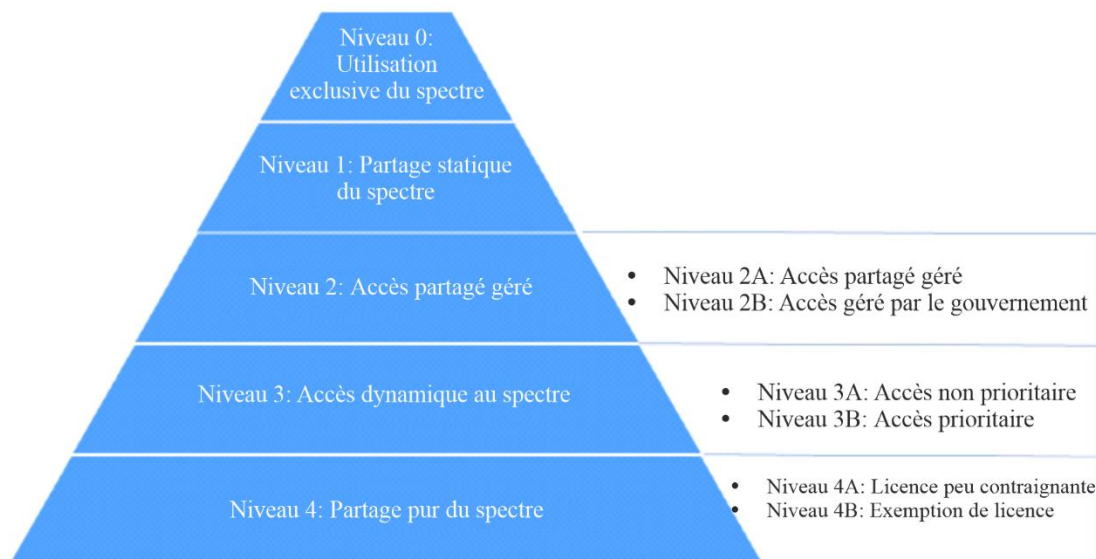 Niveau 0:
Utilisation
exclusive du spectre
Niveau 1: Partage statique
du spectre
Niveau 2: Accès partagé géré
• Niveau 2A: Accès partagé géré
• Niveau 2B: Accès géré par le gouvernement
Niveau 3: Accès dynamique au spectre
• Niveau 3A: Accès non prioritaire
• Niveau 3B: Accès prioritaire
Niveau 4: Partage pur du spectre
• Niveau 4A: Licence peu contraignante
• Niveau 4B: Exemption de licence